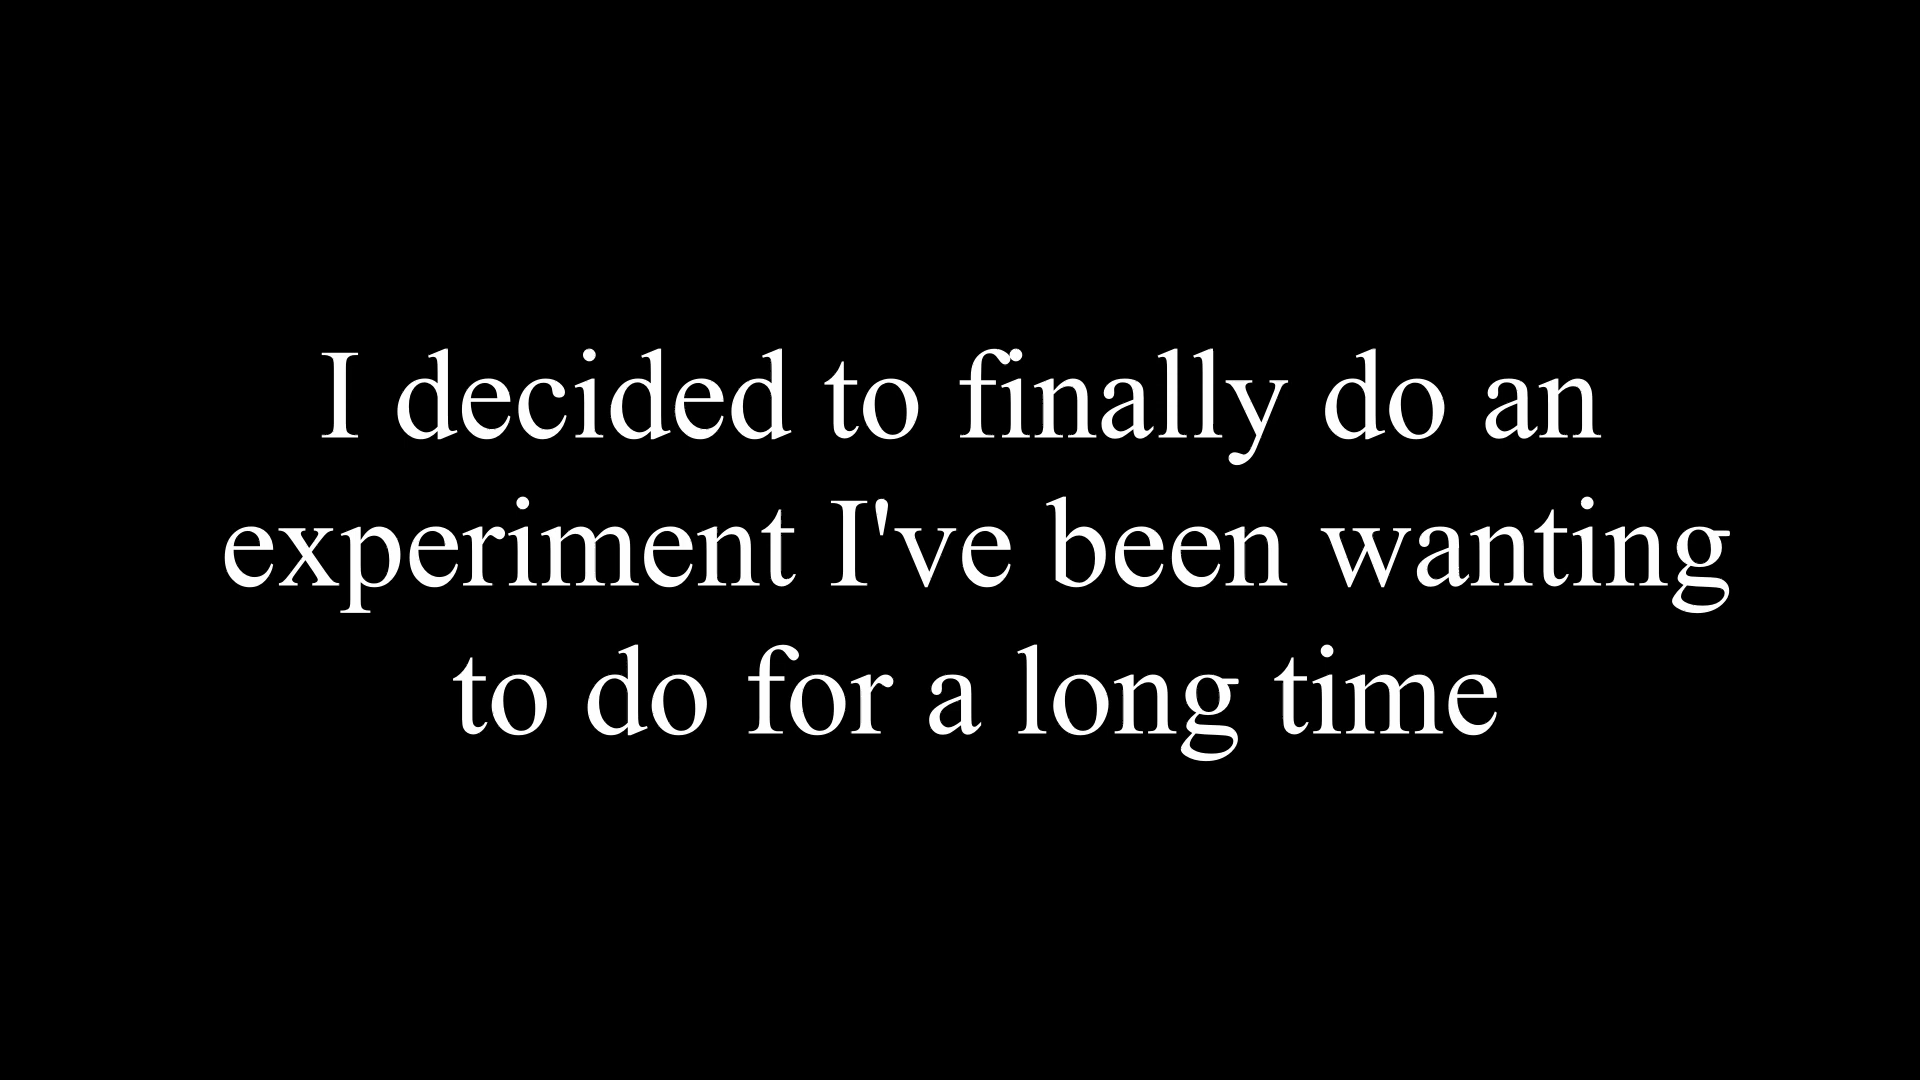 I decided to finally do an
experiment I've been wanting
to do for a long time